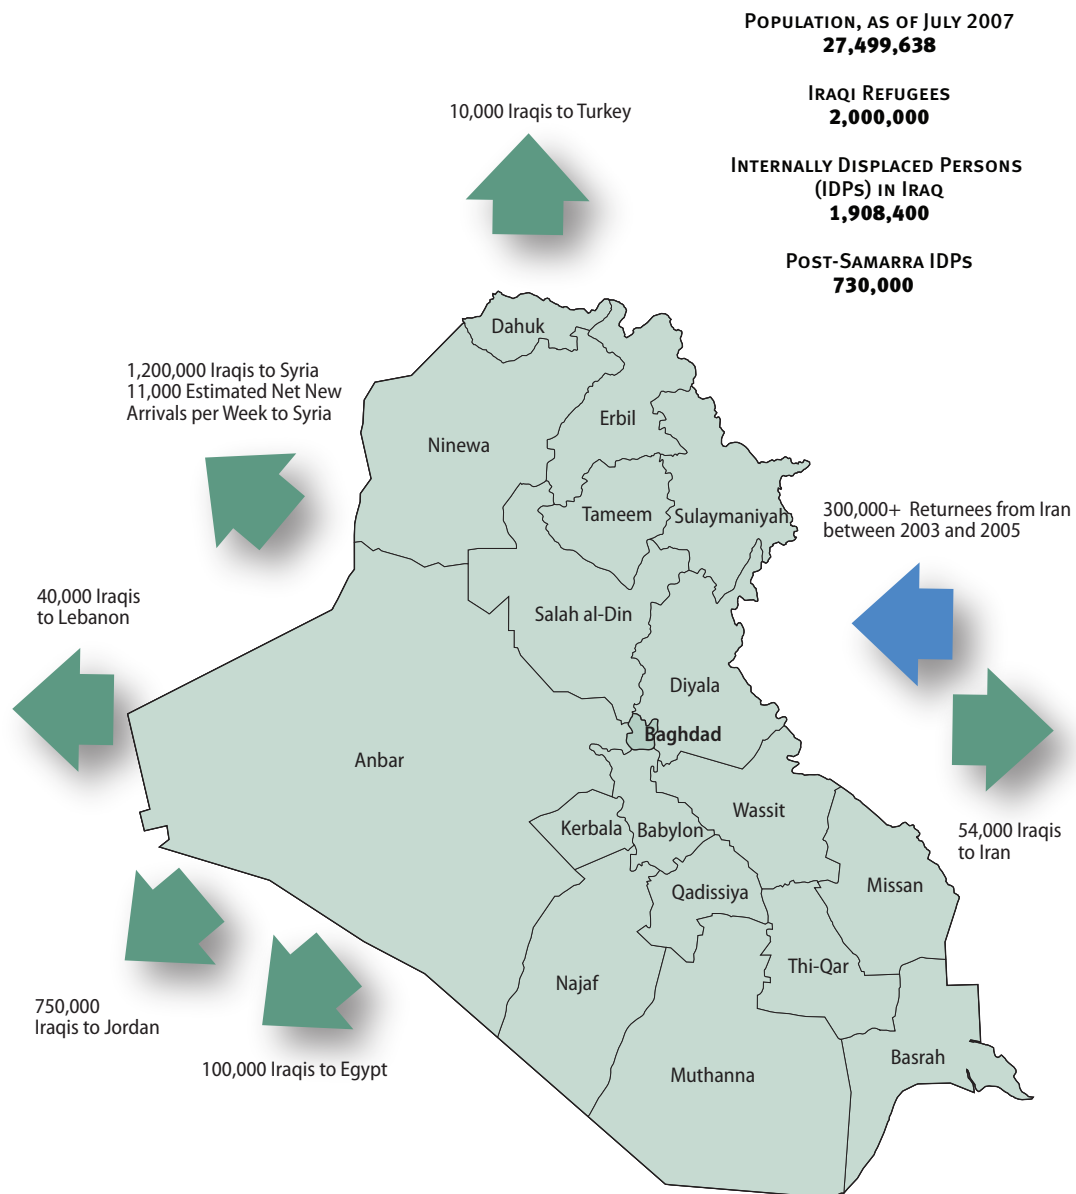 Population, as of July 2007
27,499,638
Iraqi Refugees
2,000,000
Internally Displaced Persons
(IDPs) in Iraq
1,908,400
Post-Samarra IDPs
730,000
10,000 Iraqis to Turkey
1,200,000 Iraqis to Syria
11,000 Estimated Net New
Arrivals per Week to Syria
40,000 Iraqis
to Lebanon
300,000+ Returnees from Iran
between 2003 and 2005
54,000 Iraqis
to Iran
750,000
Iraqis to Jordan
100,000 Iraqis to Egypt
Dahuk
Ninewa
Erbil
Tameem
Sulaymaniyah
Salah al-Din
Diyala
Baghdad
Anbar
Wassit
Kerbala
Babylon
Qadissiya
Missan
Najaf
Thi-Qar
Muthanna
Basrah